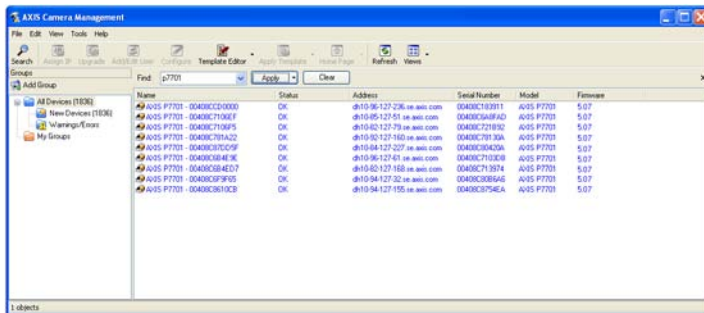 AXIS Camera Management
File Edit View Tools Help
Search Assign IP Upgrade Add/Edit User Configure Template Editor Apply Template Home Page Refresh Views
Groups
Find: p7701 Apply Clear x
Add Group
Name Status Address Serial Number Model Firmware
All Devices (1836)
New Devices (1836)
Warnings/Errors
My Groups
AXIS P7701 - 00408CCD0000 OK dh10-96-127-236.se.axis.com 00408C183911 AXIS P7701 5.07
AXIS P7701 - 00408C7106EF OK dh10-85-127-51.se.axis.com 00408C6A8FAD AXIS P7701 5.07
AXIS P7701 - 00408C7106F5 OK dh10-82-127-79.se.axis.com 00408C721892 AXIS P7701 5.07
AXIS P7701 - 00408C781A22 OK dh10-92-127-160.se.axis.com 00408C78130A AXIS P7701 5.07
AXIS P7701 - 00408C87DD5F OK dh10-84-127-227.se.axis.com 00408C80420A AXIS P7701 5.07
AXIS P7701 - 00408C6B4E9E OK dh10-96-127-61.se.axis.com 00408C7103DB AXIS P7701 5.07
AXIS P7701 - 00408C6B4ED7 OK dh10-82-127-168.se.axis.com 00408C713974 AXIS P7701 5.07
AXIS P7701 - 00408C6F9F65 OK dh10-94-127-32.se.axis.com 00408C80B6A6 AXIS P7701 5.07
AXIS P7701 - 00408C8610CB OK dh10-94-127-155.se.axis.com 00408C8754EA AXIS P7701 5.07
1 objects